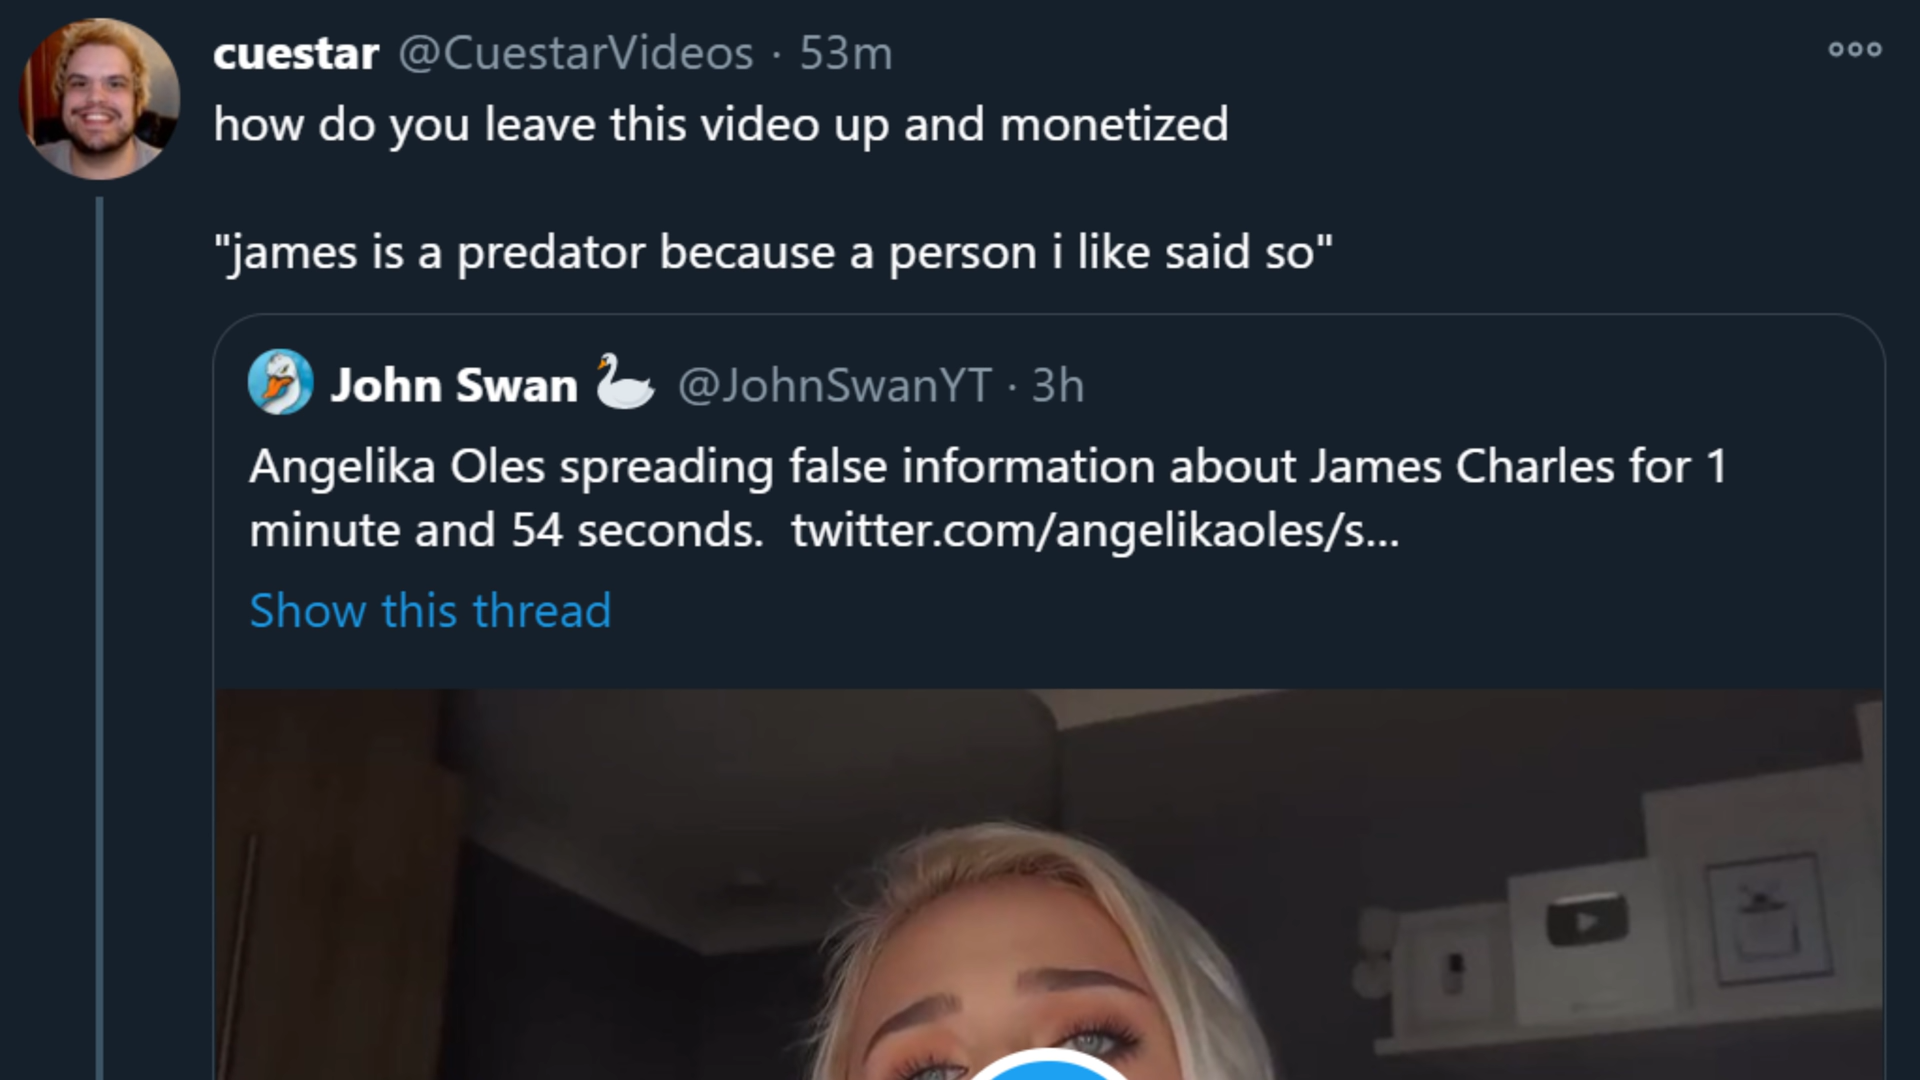 cuestar @CuestarVideos · 53m
how do you leave this video up and monetized
"james is a predator because a person i like said so"
John Swan 🦢 @JohnSwanYT · 3h
Angelika Oles spreading false information about James Charles for 1
minute and 54 seconds. twitter.com/angelikaoles/s...
Show this thread